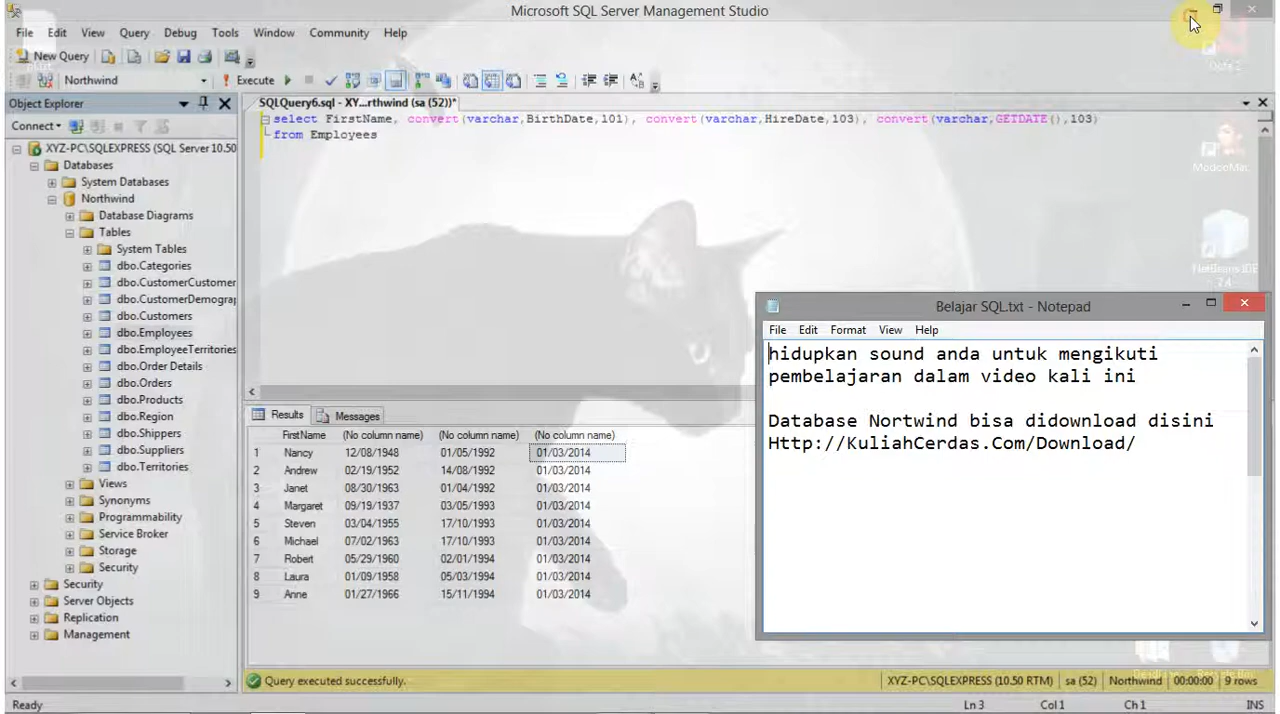 Microsoft SQL Server Management Studio
File Edit View Query Debug Tools Window Community Help
New Query
Northwind
Execute
Object Explorer
SQLQuery6.sql - XY...rthwind (sa (52))*
Connect
XYZ-PC\SQLEXPRESS (SQL Server 10.50
Databases
System Databases
Northwind
Database Diagrams
Tables
System Tables
dbo.Categories
dbo.CustomerCustomer
dbo.CustomerDemogra
dbo.Customers
dbo.Employees
dbo.EmployeeTerritories
dbo.Order Details
dbo.Orders
dbo.Products
dbo.Region
dbo.Shippers
dbo.Suppliers
dbo.Territories
Views
Synonyms
Programmability
Service Broker
Storage
Security
Security
Server Objects
Replication
Management
select FirstName, convert(varchar,BirthDate,101), convert(varchar,HireDate,103), convert(varchar,GETDATE(),103)
from Employees
Results Messages
FirstName (No column name) (No column name) (No column name)
1 Nancy 12/08/1948 01/05/1992 01/03/2014
2 Andrew 02/19/1952 14/08/1992 01/03/2014
3 Janet 08/30/1963 01/04/1992 01/03/2014
4 Margaret 09/19/1937 03/05/1993 01/03/2014
5 Steven 03/04/1955 17/10/1993 01/03/2014
6 Michael 07/02/1963 17/10/1993 01/03/2014
7 Robert 05/29/1960 02/01/1994 01/03/2014
8 Laura 01/09/1958 05/03/1994 01/03/2014
9 Anne 01/27/1966 15/11/1994 01/03/2014
Belajar SQL.txt - Notepad
File Edit Format View Help
hidupkan sound anda untuk mengikuti
pembelajaran dalam video kali ini
Database Nortwind bisa didownload disini
Http://KuliahCerdas.Com/Download/
Query executed successfully.
XYZ-PC\SQLEXPRESS (10.50 RTM) sa (52) Northwind 00:00:00 9 rows
Ready
Ln 3 Col 1 Ch 1 INS